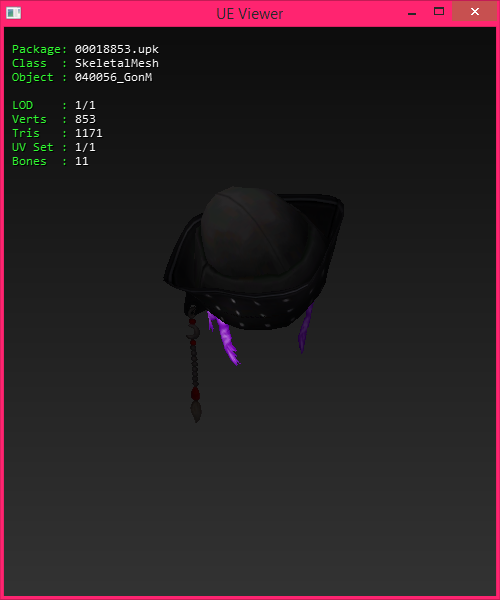 UE Viewer
Package: 00018853.upk
Class  : SkeletalMesh
Object : 040056_GonM
LOD    : 1/1
Verts  : 853
Tris   : 1171
UV Set : 1/1
Bones  : 11